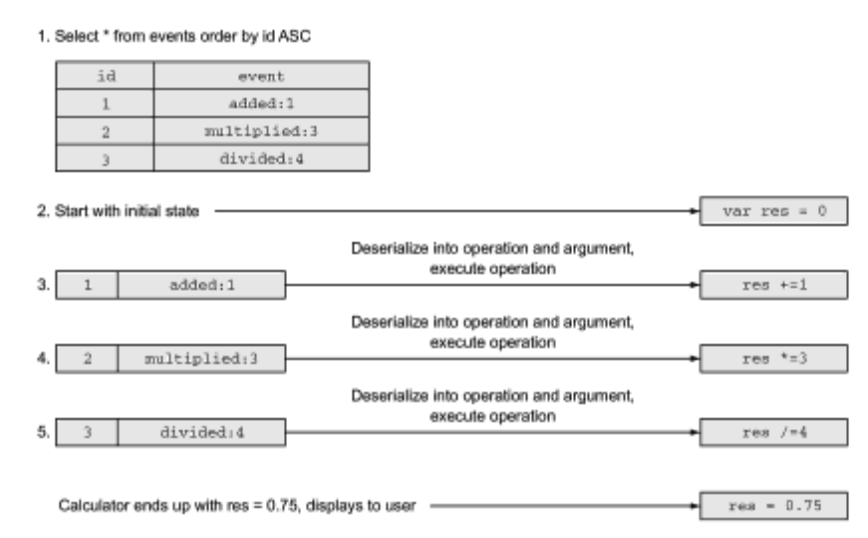 1. Select * from events order by id ASC
id event
1 added:1
2 multiplied:3
3 divided:4
2. Start with initial state var res = 0
Deserialize into operation and argument,
execute operation
3. 1 added:1 res +=1
Deserialize into operation and argument,
execute operation
4. 2 multiplied:3 res *=3
Deserialize into operation and argument,
execute operation
5. 3 divided:4 res /=4
Calculator ends up with res = 0.75, displays to user res = 0.75